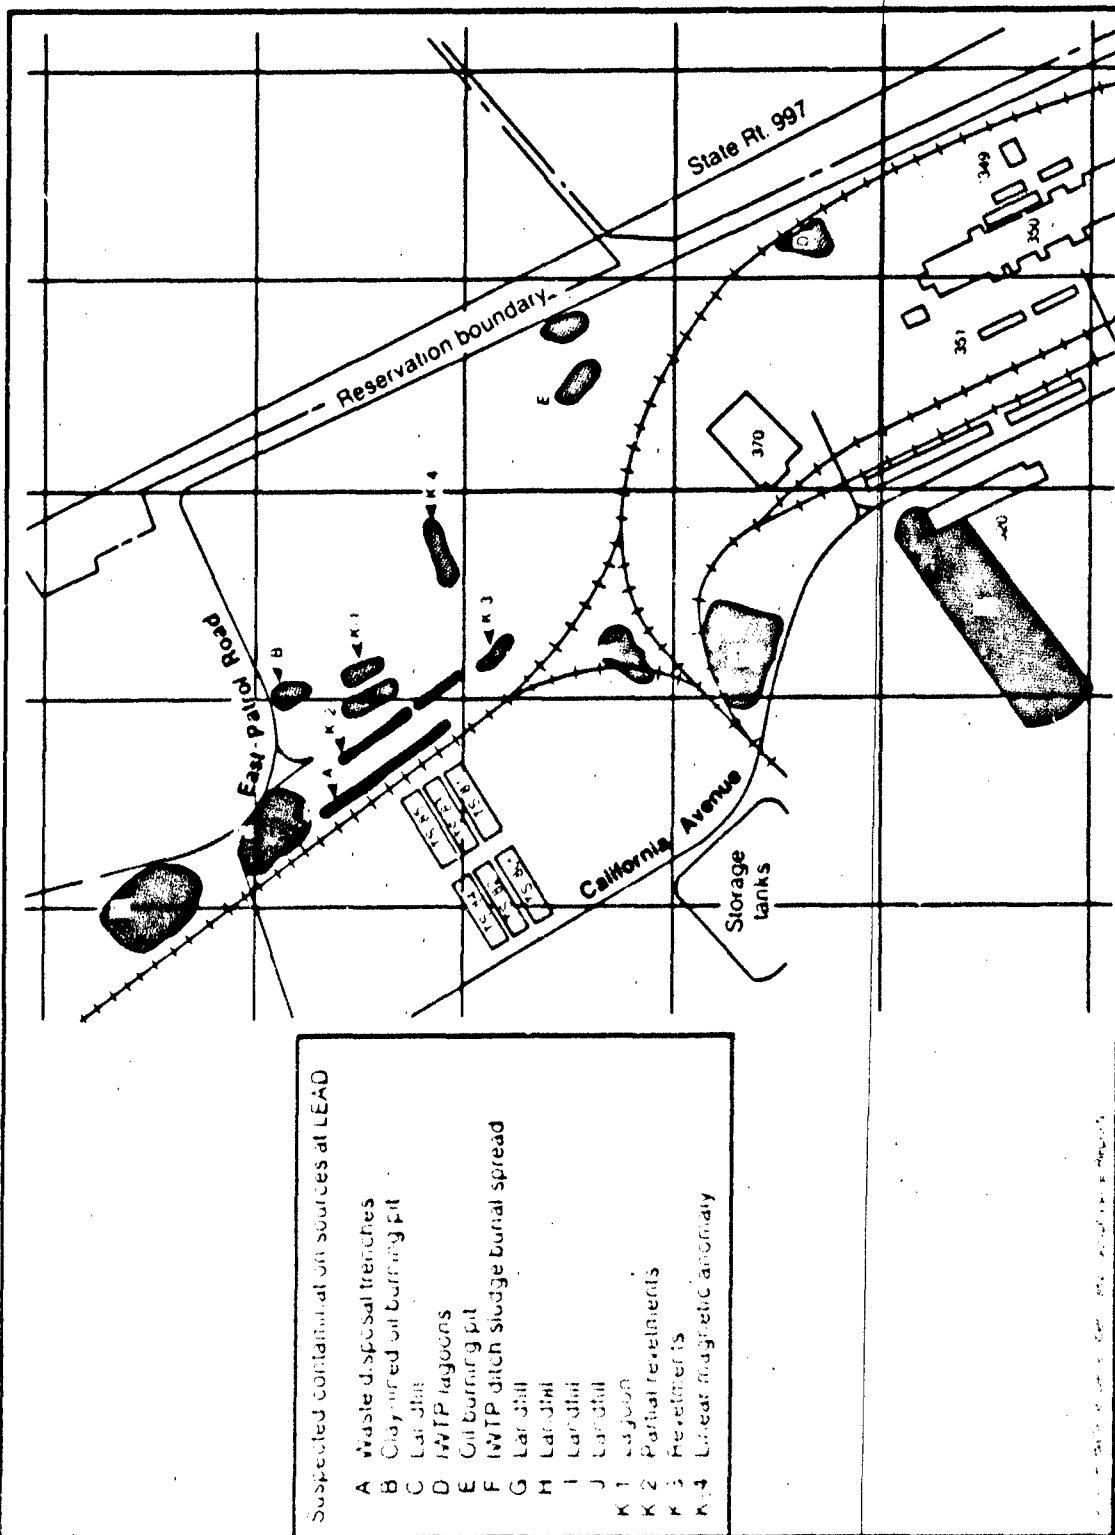 Suspected contamination sources at LEAD
A Waste disposal trenches
B Clay-lined oil burning pit
C Landfill
D IWTP lagoons
E Oil burning pit
F IWTP ditch sludge burial spread
G Landfill
H Landfill
I Landfill
J Landfill
K 1 Lagoon
K 2 Partial revetments
K 3 Revetments
K 4 Linear magnetic anomaly
East Patrol Road
Reservation boundary
State Rt. 997
California Avenue
Storage
tanks
A
B
K 2
K-1
K 3
K 4
E
D
349
350
351
370